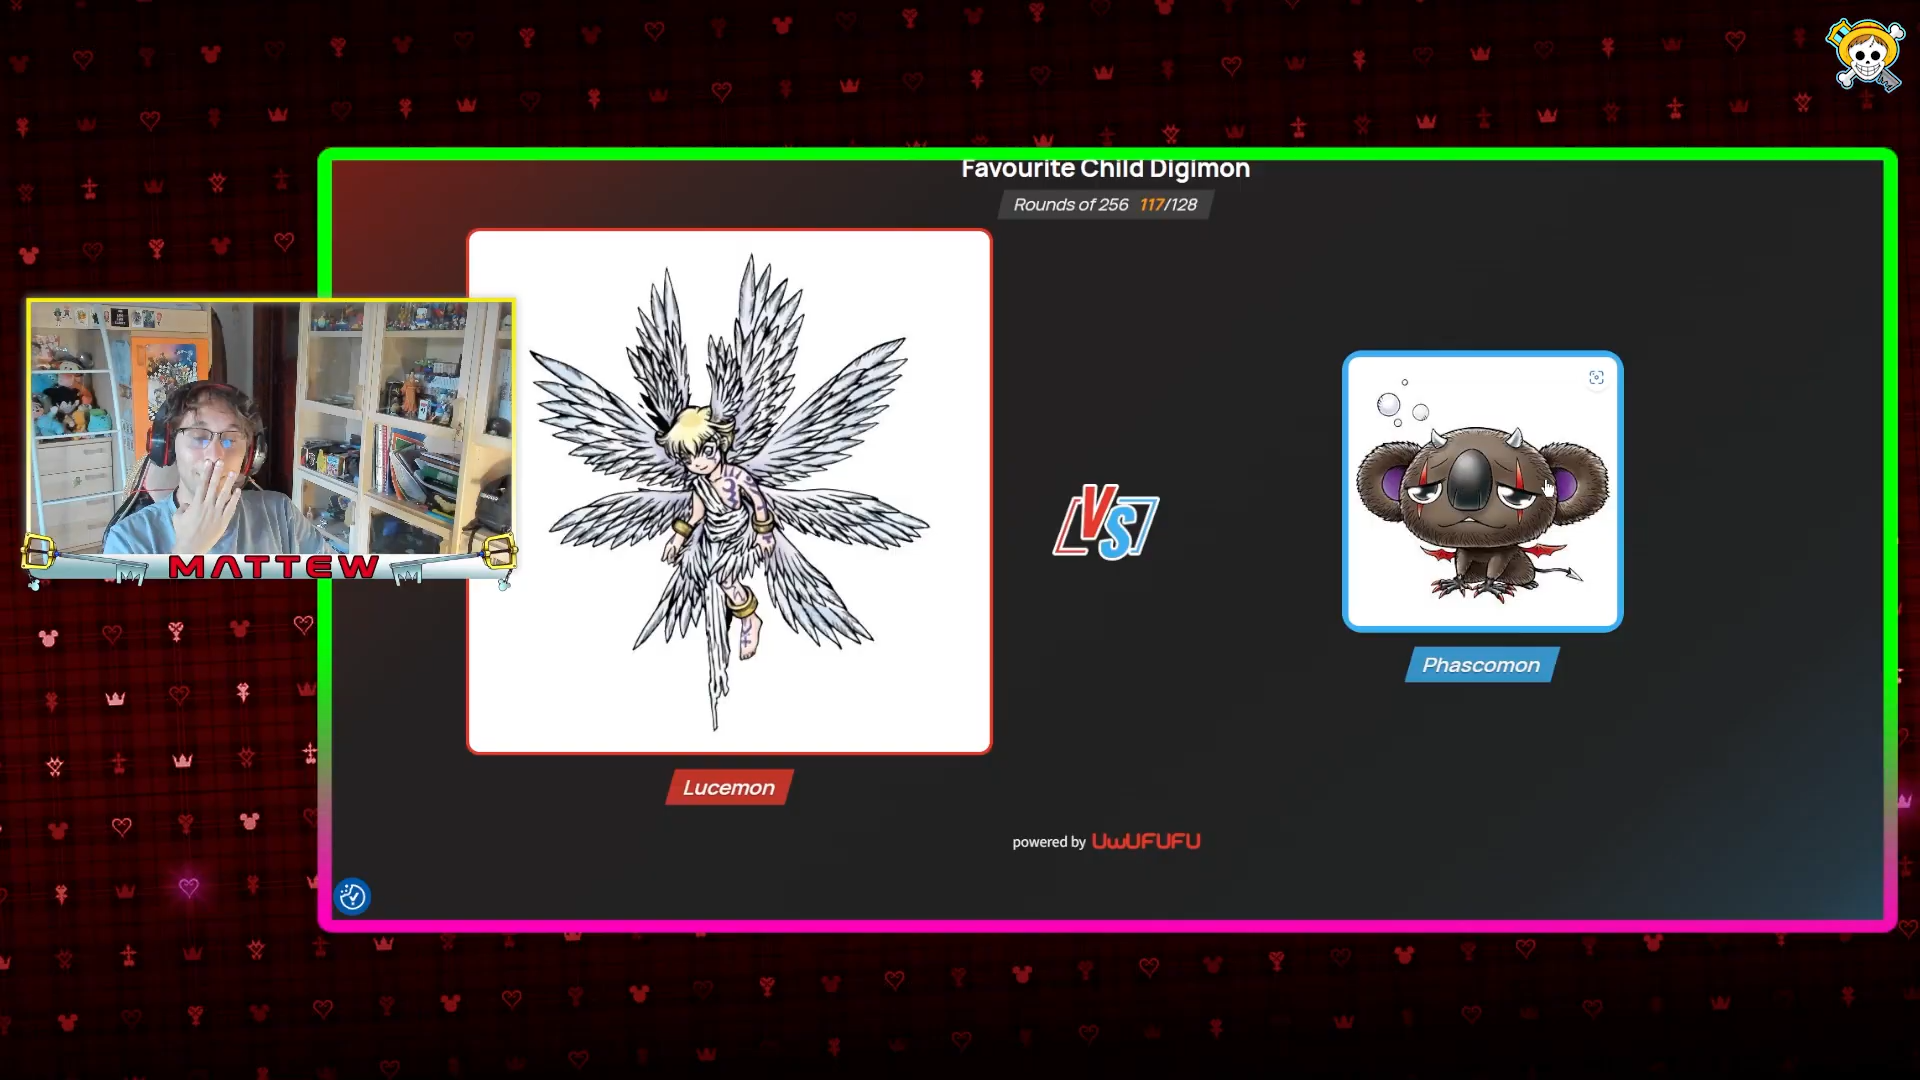 Favourite Child Digimon
Rounds of 256 117/128
MATTEW
VS
Phascomon
Lucemon
powered by UwUFUFU